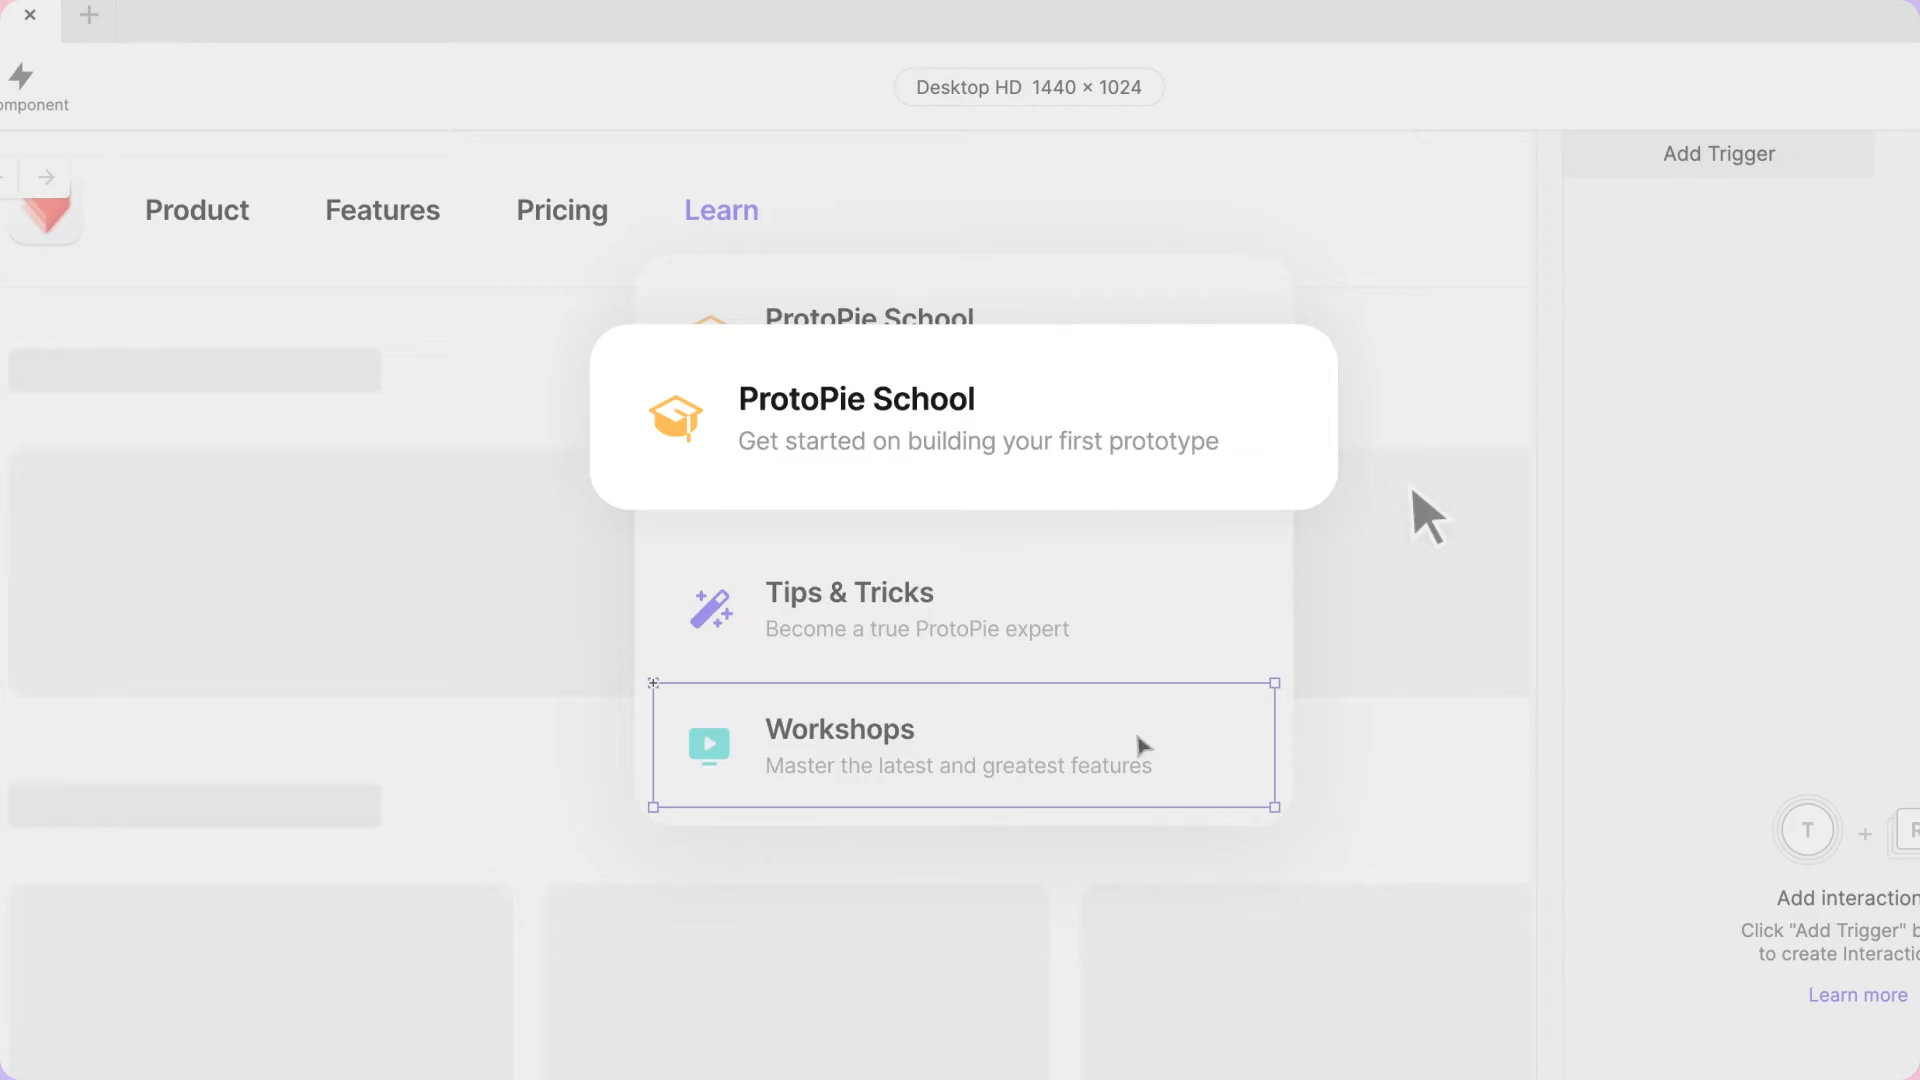 Desktop HD 1440 × 1024
omponent
Add Trigger
Product
Features
Pricing
Learn
ProtoPie School
ProtoPie School
Get started on building your first prototype
Tips & Tricks
Become a true ProtoPie expert
Workshops
Master the latest and greatest features
T + R
Add interaction
Click "Add Trigger" b
to create Interactio
Learn more